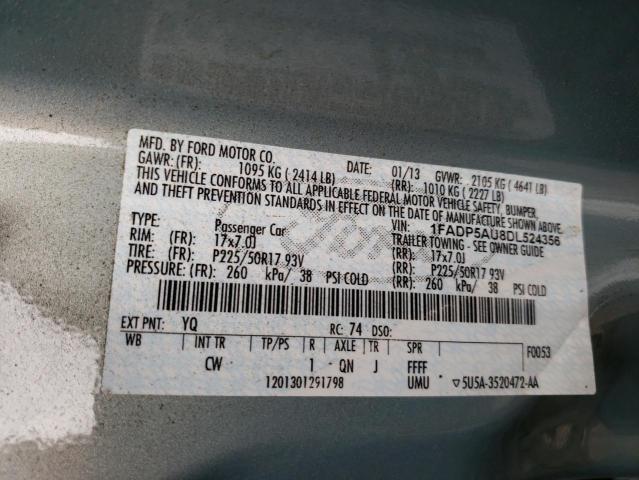 MFD. BY FORD MOTOR CO.
DATE: 01/13 GVWR: 2105 KG ( 4641 LB)
GAWR: (FR): 1095 KG ( 2414 LB) (RR): 1010 KG ( 2227 LB)
THIS VEHICLE CONFORMS TO ALL APPLICABLE FEDERAL MOTOR VEHICLE SAFETY, BUMPER,
AND THEFT PREVENTION STANDARDS IN EFFECT ON THE DATE OF MANUFACTURE SHOWN ABOVE.
VIN: 1FADP5AU8DL524356
TYPE: Passenger Car TRAILER TOWING - SEE OWNER GUIDE
RIM: (FR): 17x7.0J (RR): 17x7.0J
TIRE: (FR): P225/50R17 93V (RR): P225/50R17 93V
PRESSURE: (FR): 260 kPa/ 38 PSI COLD (RR): 260 kPa/ 38 PSI COLD
EXT PNT: YQ RC: 74 DSO: F0053
WB INT TR TP/PS R AXLE TR SPR
CW 1 QN J FFFF
UMU ▽5U5A-3520472-AA
1201301291798
Ford